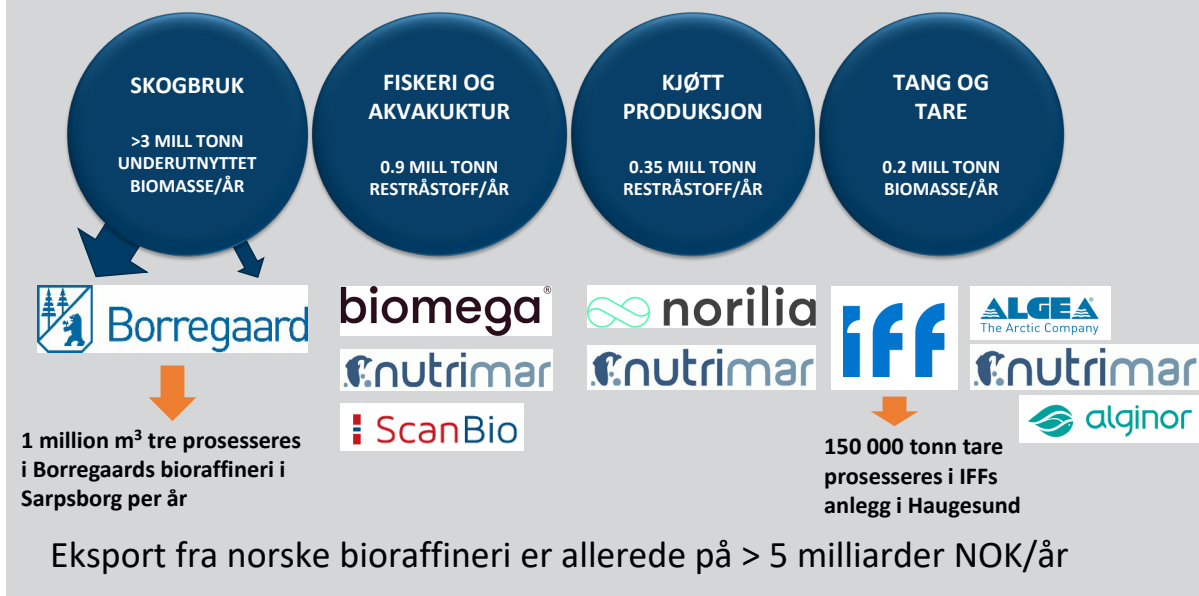 SKOGBRUK
>3 MILL TONN
UNDERUTNYTTET
BIOMASSE/ÅR
FISKERI OG
AKVAKUKTUR
0.9 MILL TONN
RESTRÅSTOFF/ÅR
KJØTT
PRODUKSJON
0.35 MILL TONN
RESTRÅSTOFF/ÅR
TANG OG
TARE
0.2 MILL TONN
BIOMASSE/ÅR
Borregaard
biomega®
nutrimar
ScanBio
norilia
nutrimar
iff
ALGEA
The Arctic Company
nutrimar
alginor
1 million m³ tre prosesseres
i Borregaards bioraffineri i
Sarpsborg per år
150 000 tonn tare
prosesseres i IFFs
anlegg i Haugesund
Eksport fra norske bioraffineri er allerede på > 5 milliarder NOK/år